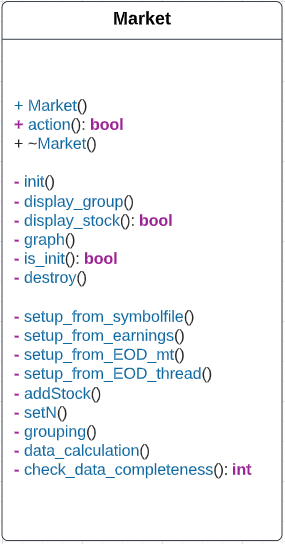 Market
+ Market()
+ action(): bool
+ ~Market()
- init()
- display_group()
- display_stock(): bool
- graph()
- is_init(): bool
- destroy()
- setup_from_symbolfile()
- setup_from_earnings()
- setup_from_EOD_mt()
- setup_from_EOD_thread()
- addStock()
- setN()
- grouping()
- data_calculation()
- check_data_completeness(): int